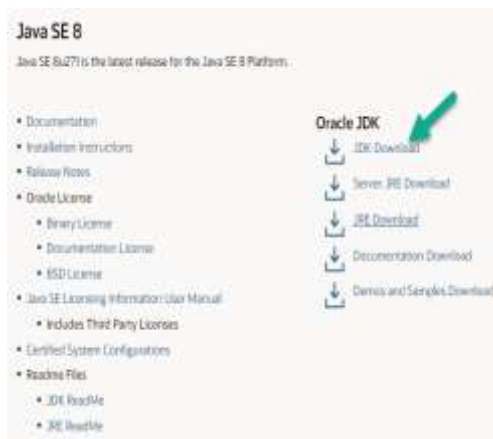 Java SE 8
Java SE 8u271 is the latest release for the Java SE 8 Platform.
• Documentation
• Installation Instructions
• Release Notes
• Oracle License
• Binary License
• Documentation License
• BSD License
• Java SE Licensing Information User Manual
• Includes Third Party Licenses
• Certified System Configurations
• Readme Files
• JDK ReadMe
• JRE ReadMe
Oracle JDK
JDK Download
Server JRE Download
JRE Download
Documentation Download
Demos and Samples Download